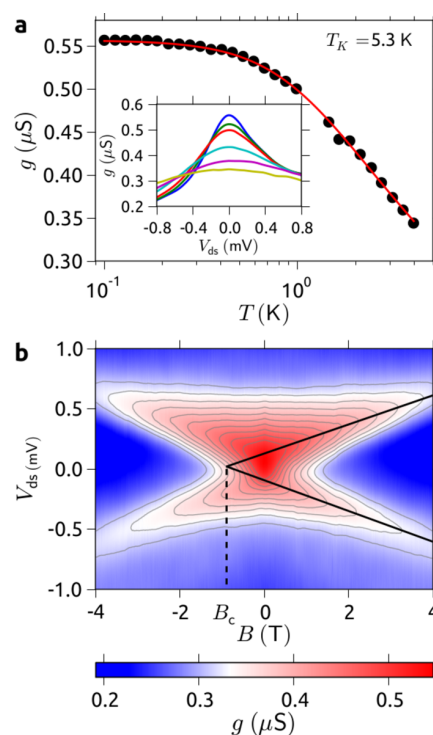 a
T_K = 5.3 K
g (μS)
0.55
0.50
0.45
0.40
0.35
0.30
g (μS)
0.6
0.5
0.4
0.3
0.2
-0.8 -0.4 0.0 0.4 0.8
V_ds (mV)
10⁻¹ 10⁰
T (K)
b
V_ds (mV)
1.0
0.5
0.0
-0.5
-1.0
-4 -2 0 2 4
B_c
B (T)
0.2 0.3 0.4 0.5
g (μS)